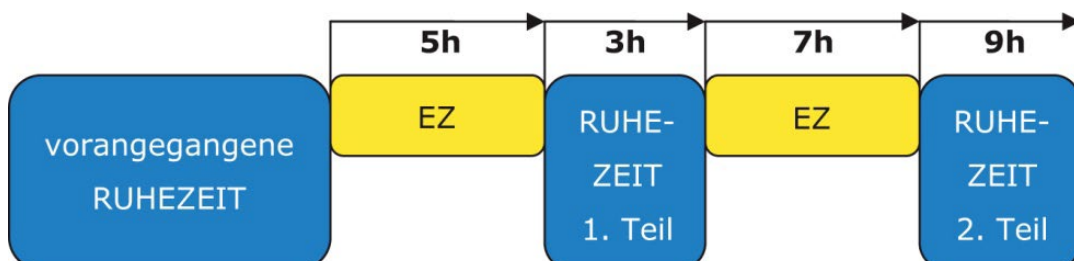 5h
3h
7h
9h
vorangegangene
RUHEZEIT
EZ
RUHE-
ZEIT
1. Teil
EZ
RUHE-
ZEIT
2. Teil